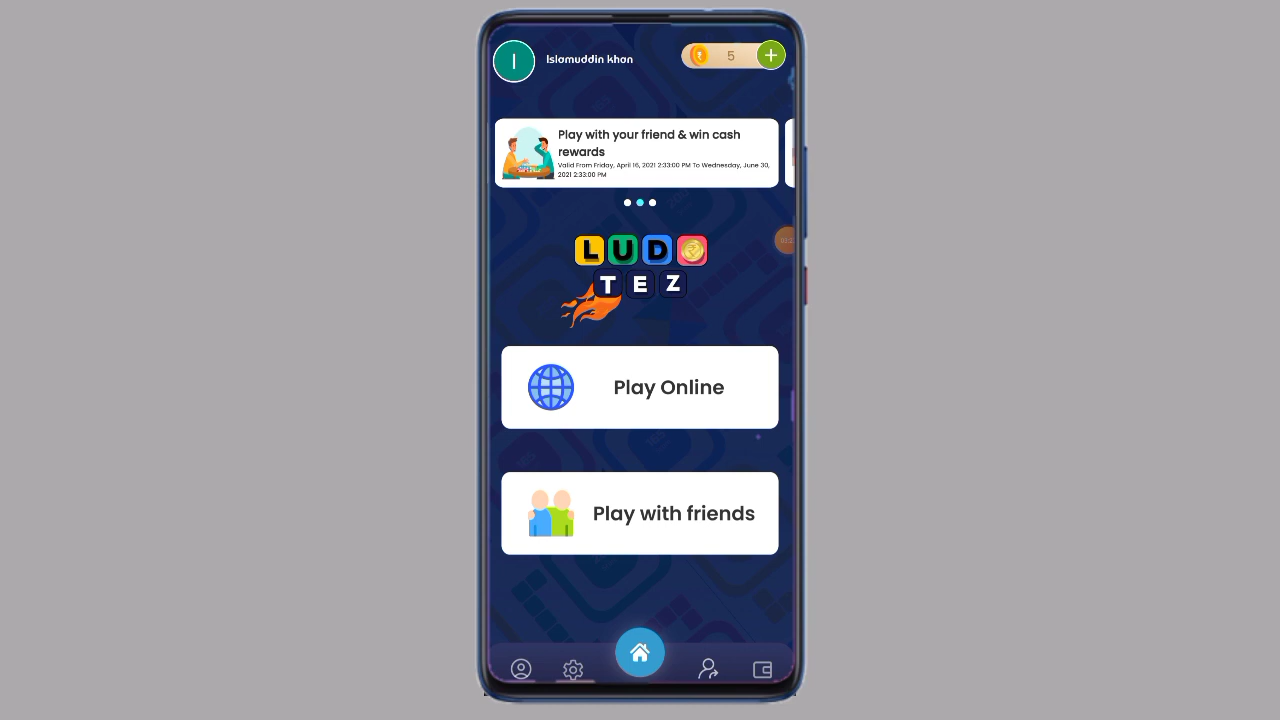 I
Islamuddin khan
5
Play with your friend & win cash
rewards
Valid From Friday, April 16, 2021 2:33:00 PM To Wednesday, June 30,
2021 2:33:00 PM
LUD
TEZ
Play Online
Play with friends